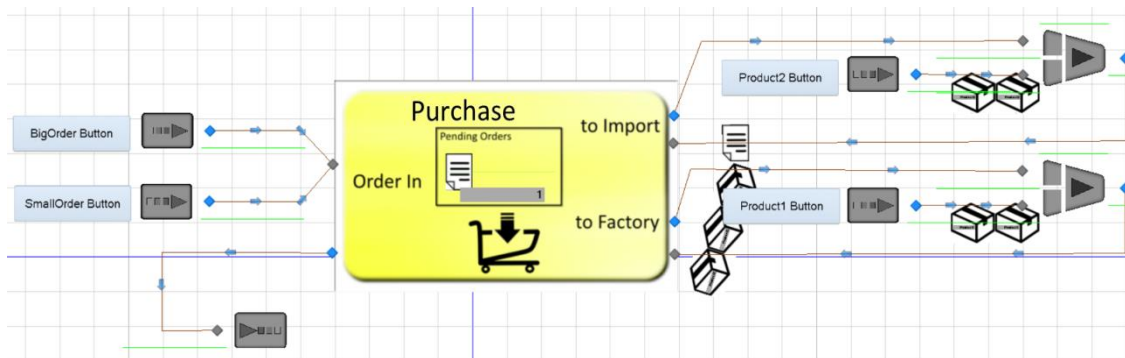 Product2 Button
Purchase
Pending Orders
to Import
BigOrder Button
Order In
1
SmallOrder Button
Product1 Button
to Factory